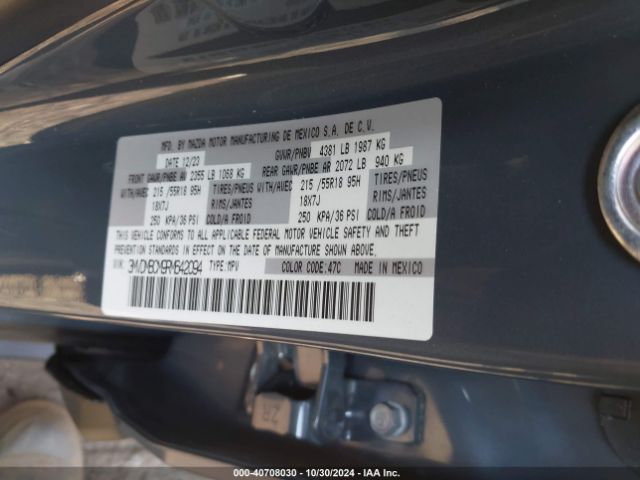 MFD. BY MAZDA MOTOR MANUFACTURING DE MEXICO S.A. DE C.V.
DATE 12/23 GVWR/PNBV 4381 LB 1987 KG
FRONT GAWR/PNBE AV 2355 LB 1068 KG REAR GAWR/PNBE AR 2072 LB 940 KG
WITH/AVEC 215 /55R18 95H TIRES/PNEUS WITH/AVEC 215 /55R18 95H TIRES/PNEUS
18X7J RIMS/JANTES 18X7J RIMS/JANTES
250 KPA/36 PSI COLD/A FROID 250 KPA/36 PSI COLD/A FROID
THIS VEHICLE CONFORMS TO ALL APPLICABLE FEDERAL MOTOR VEHICLE SAFETY AND THEFT
PREVENTION STANDARDS IN EFFECT ON THE DATE OF MANUFACTURE SHOWN ABOVE.
TYPE:MPV COLOR CODE:47C MADE IN MEXICO
000-40708030 - 10/30/2024 - IAA Inc.